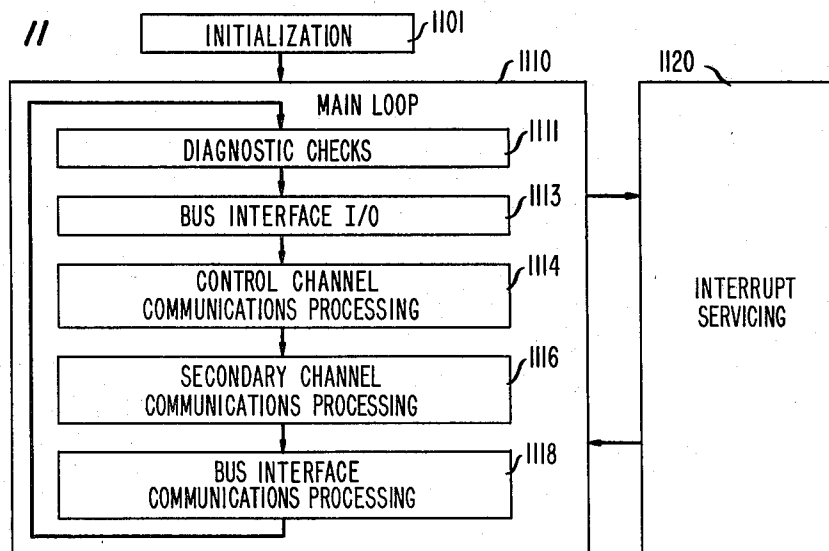 11
INITIALIZATION
1101
1110
1120
MAIN LOOP
DIAGNOSTIC CHECKS
1111
BUS INTERFACE I/O
1113
CONTROL CHANNEL
COMMUNICATIONS PROCESSING
1114
INTERRUPT
SERVICING
SECONDARY CHANNEL
COMMUNICATIONS PROCESSING
1116
BUS INTERFACE
COMMUNICATIONS PROCESSING
1118